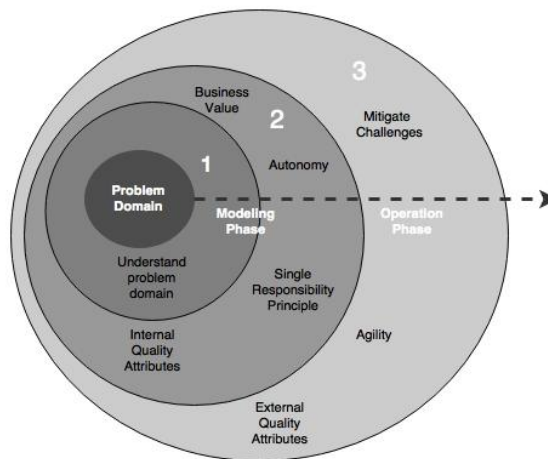 3
Business
Value
2
Mitigate
Challenges
1
Autonomy
Problem
Domain
Modeling
Phase
Operation
Phase
Understand
problem
domain
Single
Responsibility
Principle
Internal
Quality
Attributes
Agility
External
Quality
Attributes